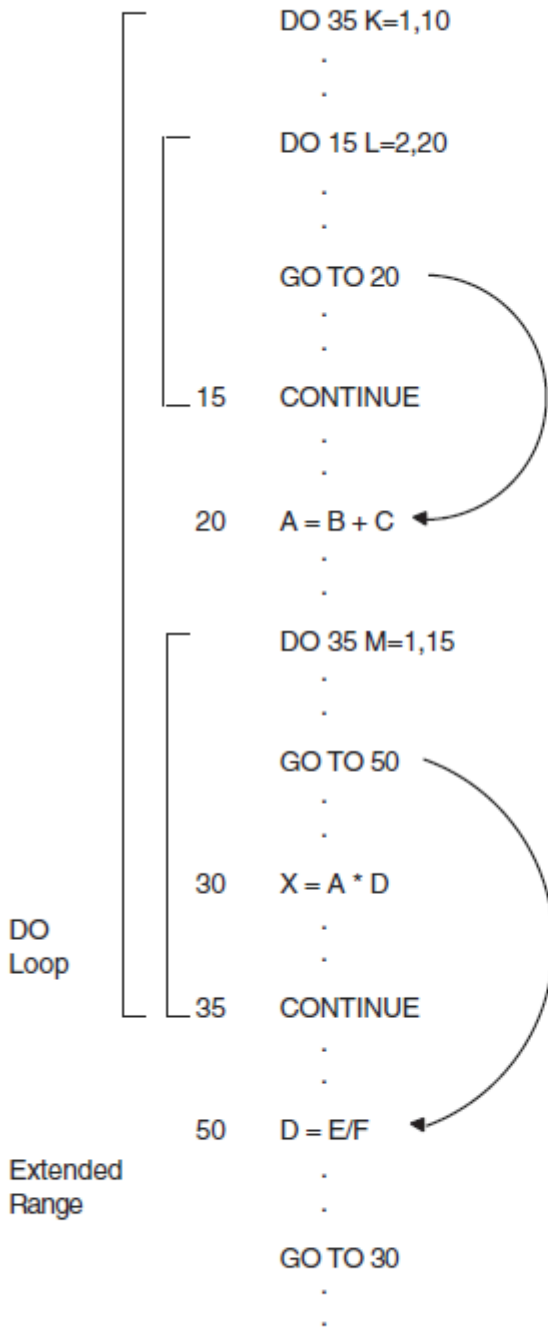 DO 35 K=1,10
.
.
DO 15 L=2,20
.
.
GO TO 20
.
.
15 CONTINUE
.
.
20 A = B + C
.
.
DO 35 M=1,15
.
.
GO TO 50
.
.
30 X = A * D
DO
Loop
.
.
35 CONTINUE
.
.
50 D = E/F
Extended
Range
.
.
GO TO 30
.
.